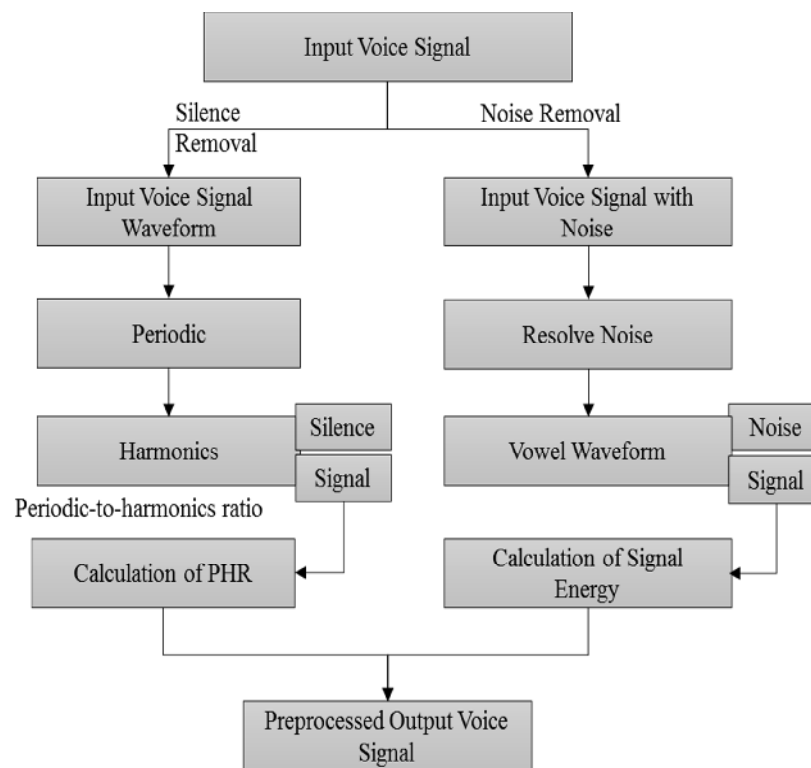 Input Voice Signal
Silence
Removal
Noise Removal
Input Voice Signal
Waveform
Input Voice Signal with
Noise
Periodic
Resolve Noise
Harmonics
Silence
Signal
Vowel Waveform
Noise
Signal
Periodic-to-harmonics ratio
Calculation of PHR
Calculation of Signal
Energy
Preprocessed Output Voice
Signal